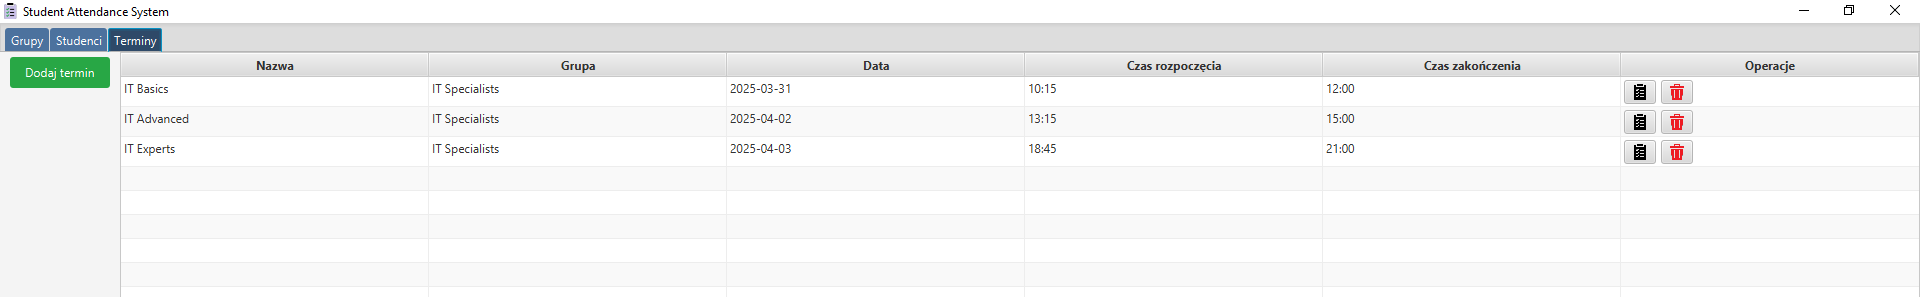 Student Attendance System
Grupy Studenci Terminy
Dodaj termin
Nazwa Grupa Data Czas rozpoczęcia Czas zakończenia Operacje
IT Basics IT Specialists 2025-03-31 10:15 12:00
IT Advanced IT Specialists 2025-04-02 13:15 15:00
IT Experts IT Specialists 2025-04-03 18:45 21:00